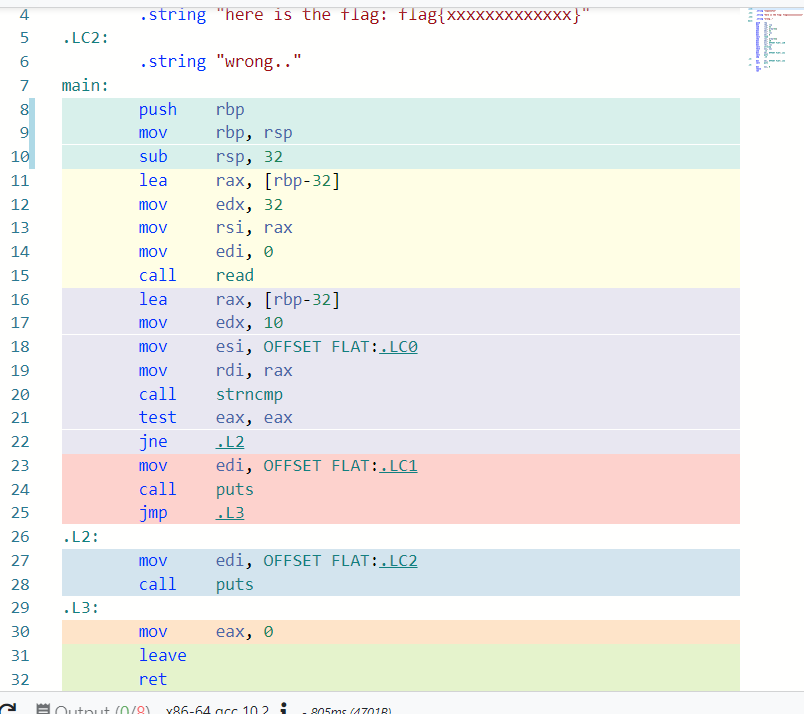 4 .string "here is the flag: flag{xxxxxxxxxxxxx}"
5 .LC2:
6 .string "wrong.."
7 main:
8 push rbp
9 mov rbp, rsp
10 sub rsp, 32
11 lea rax, [rbp-32]
12 mov edx, 32
13 mov rsi, rax
14 mov edi, 0
15 call read
16 lea rax, [rbp-32]
17 mov edx, 10
18 mov esi, OFFSET FLAT:.LC0
19 mov rdi, rax
20 call strncmp
21 test eax, eax
22 jne .L2
23 mov edi, OFFSET FLAT:.LC1
24 call puts
25 jmp .L3
26 .L2:
27 mov edi, OFFSET FLAT:.LC2
28 call puts
29 .L3:
30 mov eax, 0
31 leave
32 ret
Output (0/8) x86-64 gcc 10.2 i - 805ms (4701B)